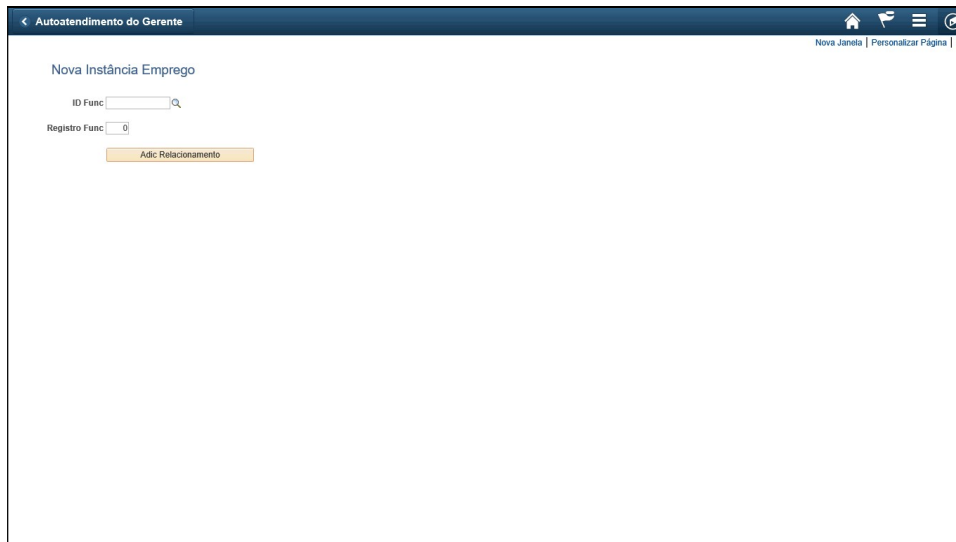 Autoatendimento do Gerente
Nova Janela | Personalizar Página |
Nova Instância Emprego
ID Func
Registro Func 0
Adic Relacionamento